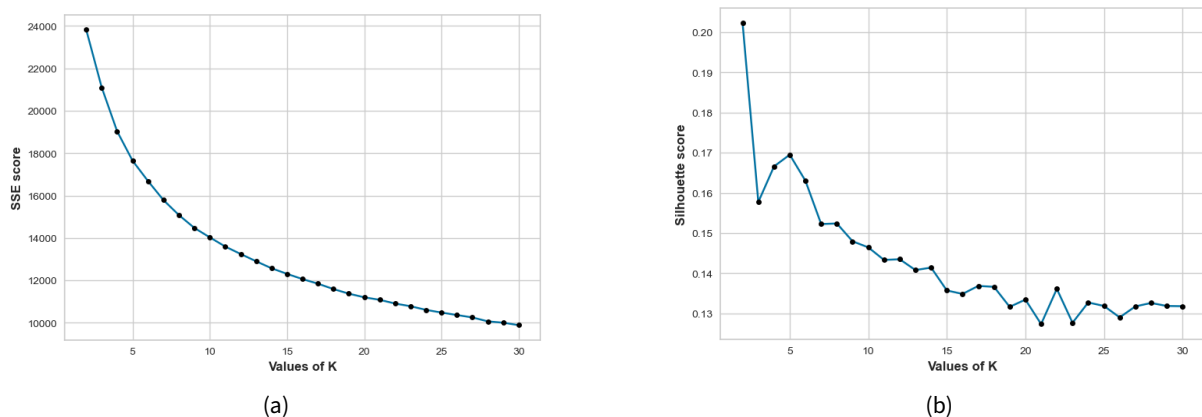 24000
22000
20000
18000
16000
14000
12000
10000
SSE score
5 10 15 20 25 30
Values of K
(a)
0.20
0.19
0.18
0.17
0.16
0.15
0.14
0.13
Silhouette score
5 10 15 20 25 30
Values of K
(b)